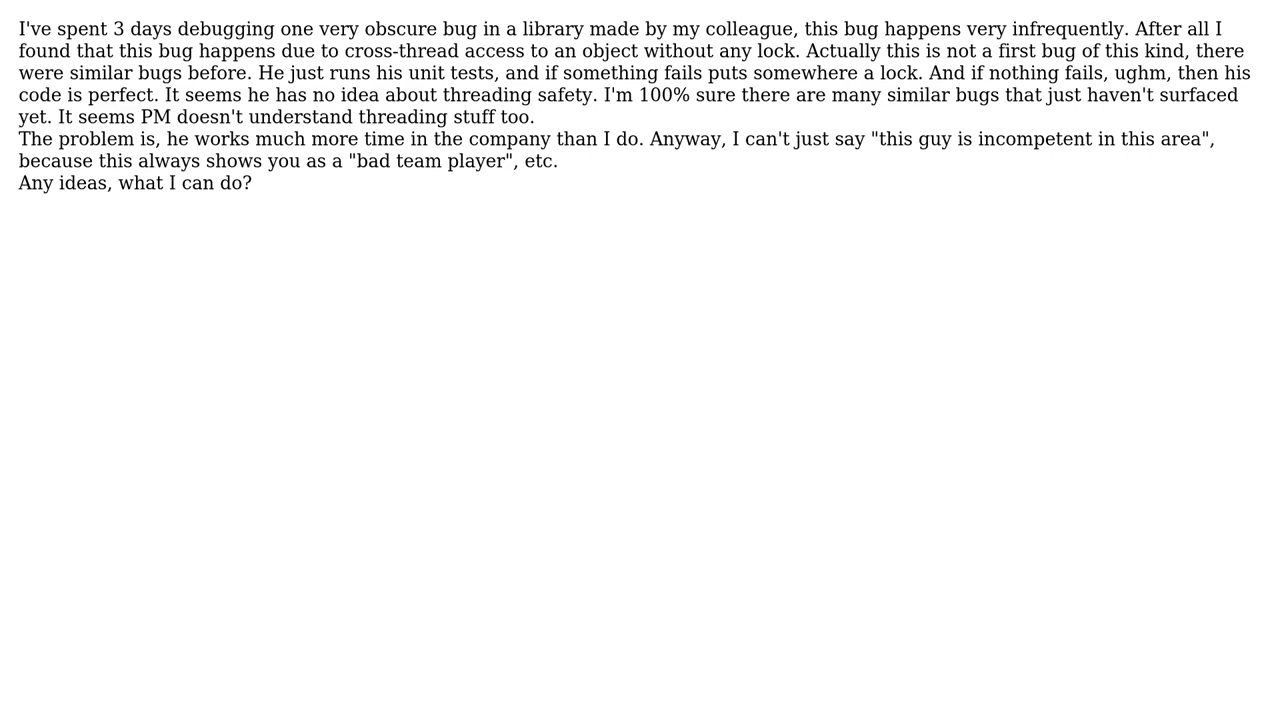 I've spent 3 days debugging one very obscure bug in a library made by my colleague, this bug happens very infrequently. After all I
found that this bug happens due to cross-thread access to an object without any lock. Actually this is not a first bug of this kind, there
were similar bugs before. He just runs his unit tests, and if something fails puts somewhere a lock. And if nothing fails, ughm, then his
code is perfect. It seems he has no idea about threading safety. I'm 100% sure there are many similar bugs that just haven't surfaced
yet. It seems PM doesn't understand threading stuff too.
The problem is, he works much more time in the company than I do. Anyway, I can't just say "this guy is incompetent in this area",
because this always shows you as a "bad team player", etc.
Any ideas, what I can do?